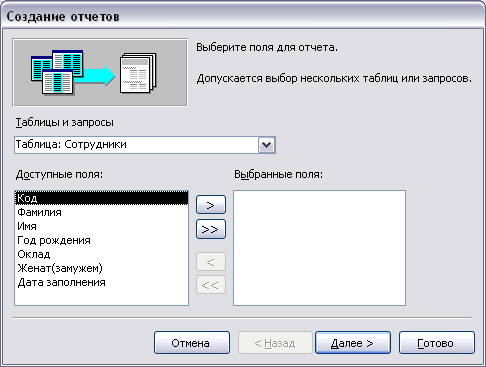 Создание отчетов
Выберите поля для отчета.
Допускается выбор нескольких таблиц или запросов.
Таблицы и запросы
Таблица: Сотрудники
Доступные поля:
Выбранные поля:
Код
Фамилия
Имя
Год рождения
Оклад
Женат(замужем)
Дата заполнения
>
>>
<
<<
Отмена
< Назад
Далее >
Готово